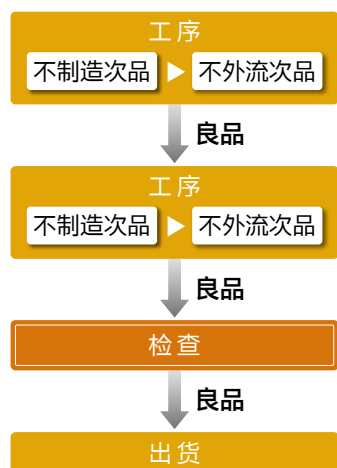 工序
不制造次品 不外流次品
良品
工序
不制造次品 不外流次品
良品
检查
良品
出货